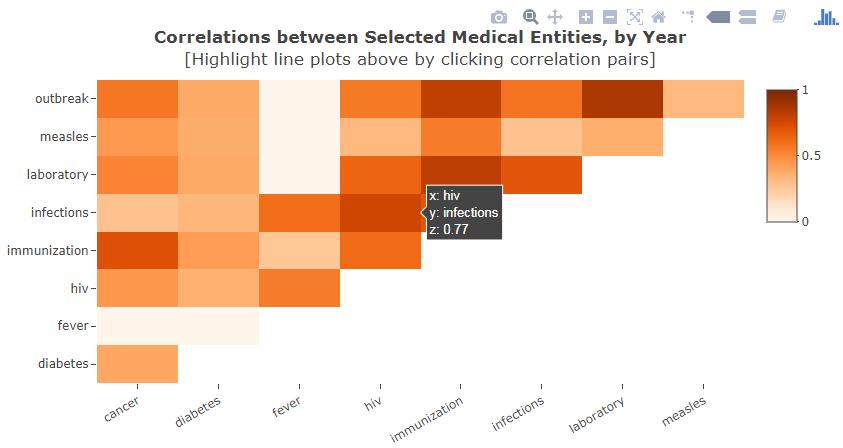 Correlations between Selected Medical Entities, by Year
[Highlight line plots above by clicking correlation pairs]
outbreak
measles
laboratory
infections
immunization
hiv
fever
diabetes
x: hiv
y: infections
z: 0.77
1
0.5
0
cancer
diabetes
fever
hiv
immunization
infections
laboratory
measles